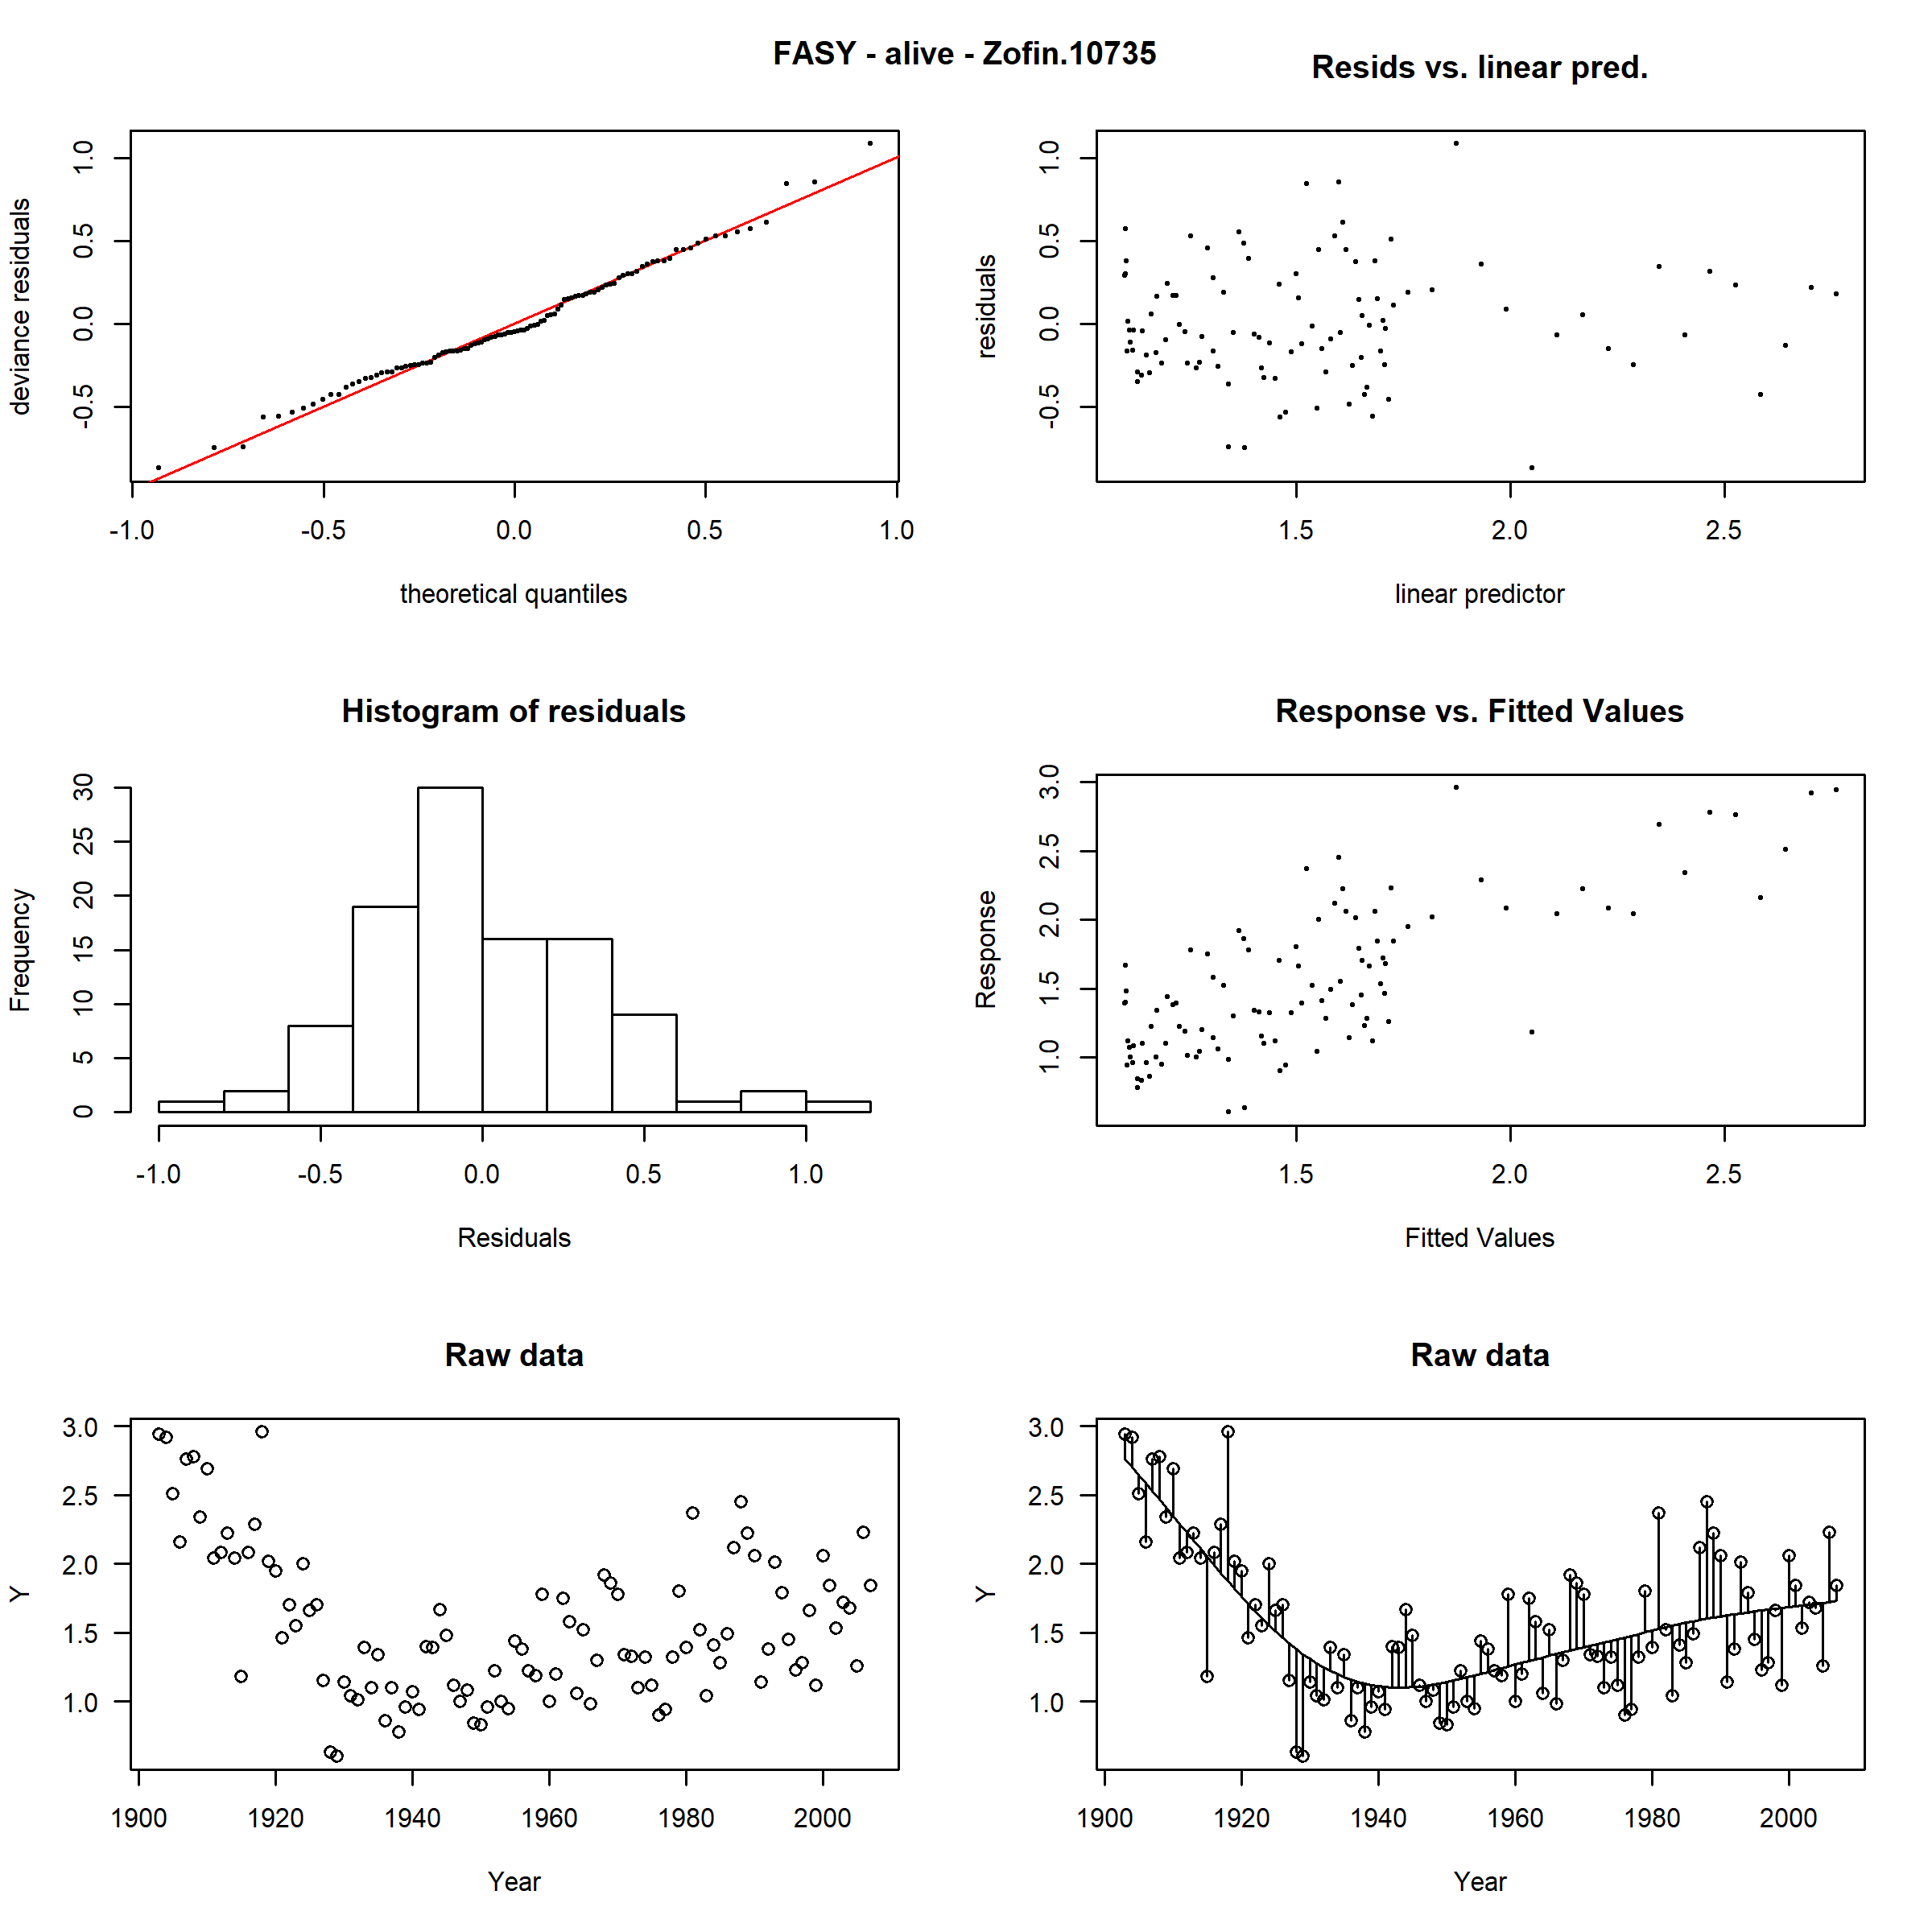 FASY - alive - Zofin.10735
Resids vs. linear pred.
deviance residuals
-0.5 0.0 0.5 1.0
-1.0 -0.5 0.0 0.5 1.0
theoretical quantiles
residuals
-0.5 0.0 0.5 1.0
1.5 2.0 2.5
linear predictor
Histogram of residuals
Frequency
0 5 10 15 20 25 30
-1.0 -0.5 0.0 0.5 1.0
Residuals
Response vs. Fitted Values
Response
1.0 1.5 2.0 2.5 3.0
1.5 2.0 2.5
Fitted Values
Raw data
Y
3.0
2.5
2.0
1.5
1.0
1900 1920 1940 1960 1980 2000
Year
Raw data
Y
3.0
2.5
2.0
1.5
1.0
1900 1920 1940 1960 1980 2000
Year